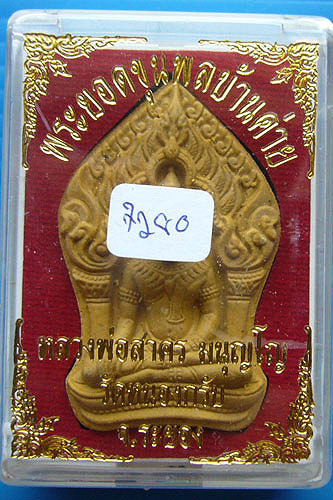 พระยอดขุนพลบ้านค่าย
หลวงพ่อสาคร มนุญโญ
วัดหนองกรับ
จ.ระยอง